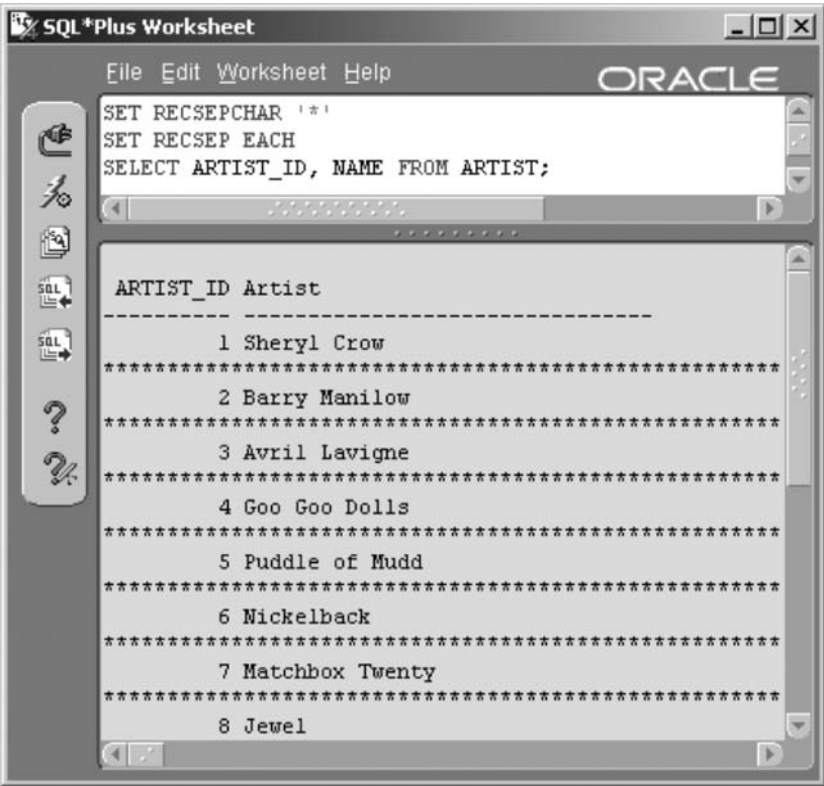 SQL*Plus Worksheet
File Edit Worksheet Help
ORACLE
SET RECSEPCHAR '*'
SET RECSEP EACH
SELECT ARTIST_ID, NAME FROM ARTIST;
SQL
SQL
ARTIST_ID Artist
---------- --------------------------------
1 Sheryl Crow
*****************************************************
2 Barry Manilow
*****************************************************
3 Avril Lavigne
*****************************************************
4 Goo Goo Dolls
*****************************************************
5 Puddle of Mudd
*****************************************************
6 Nickelback
*****************************************************
7 Matchbox Twenty
*****************************************************
8 Jewel